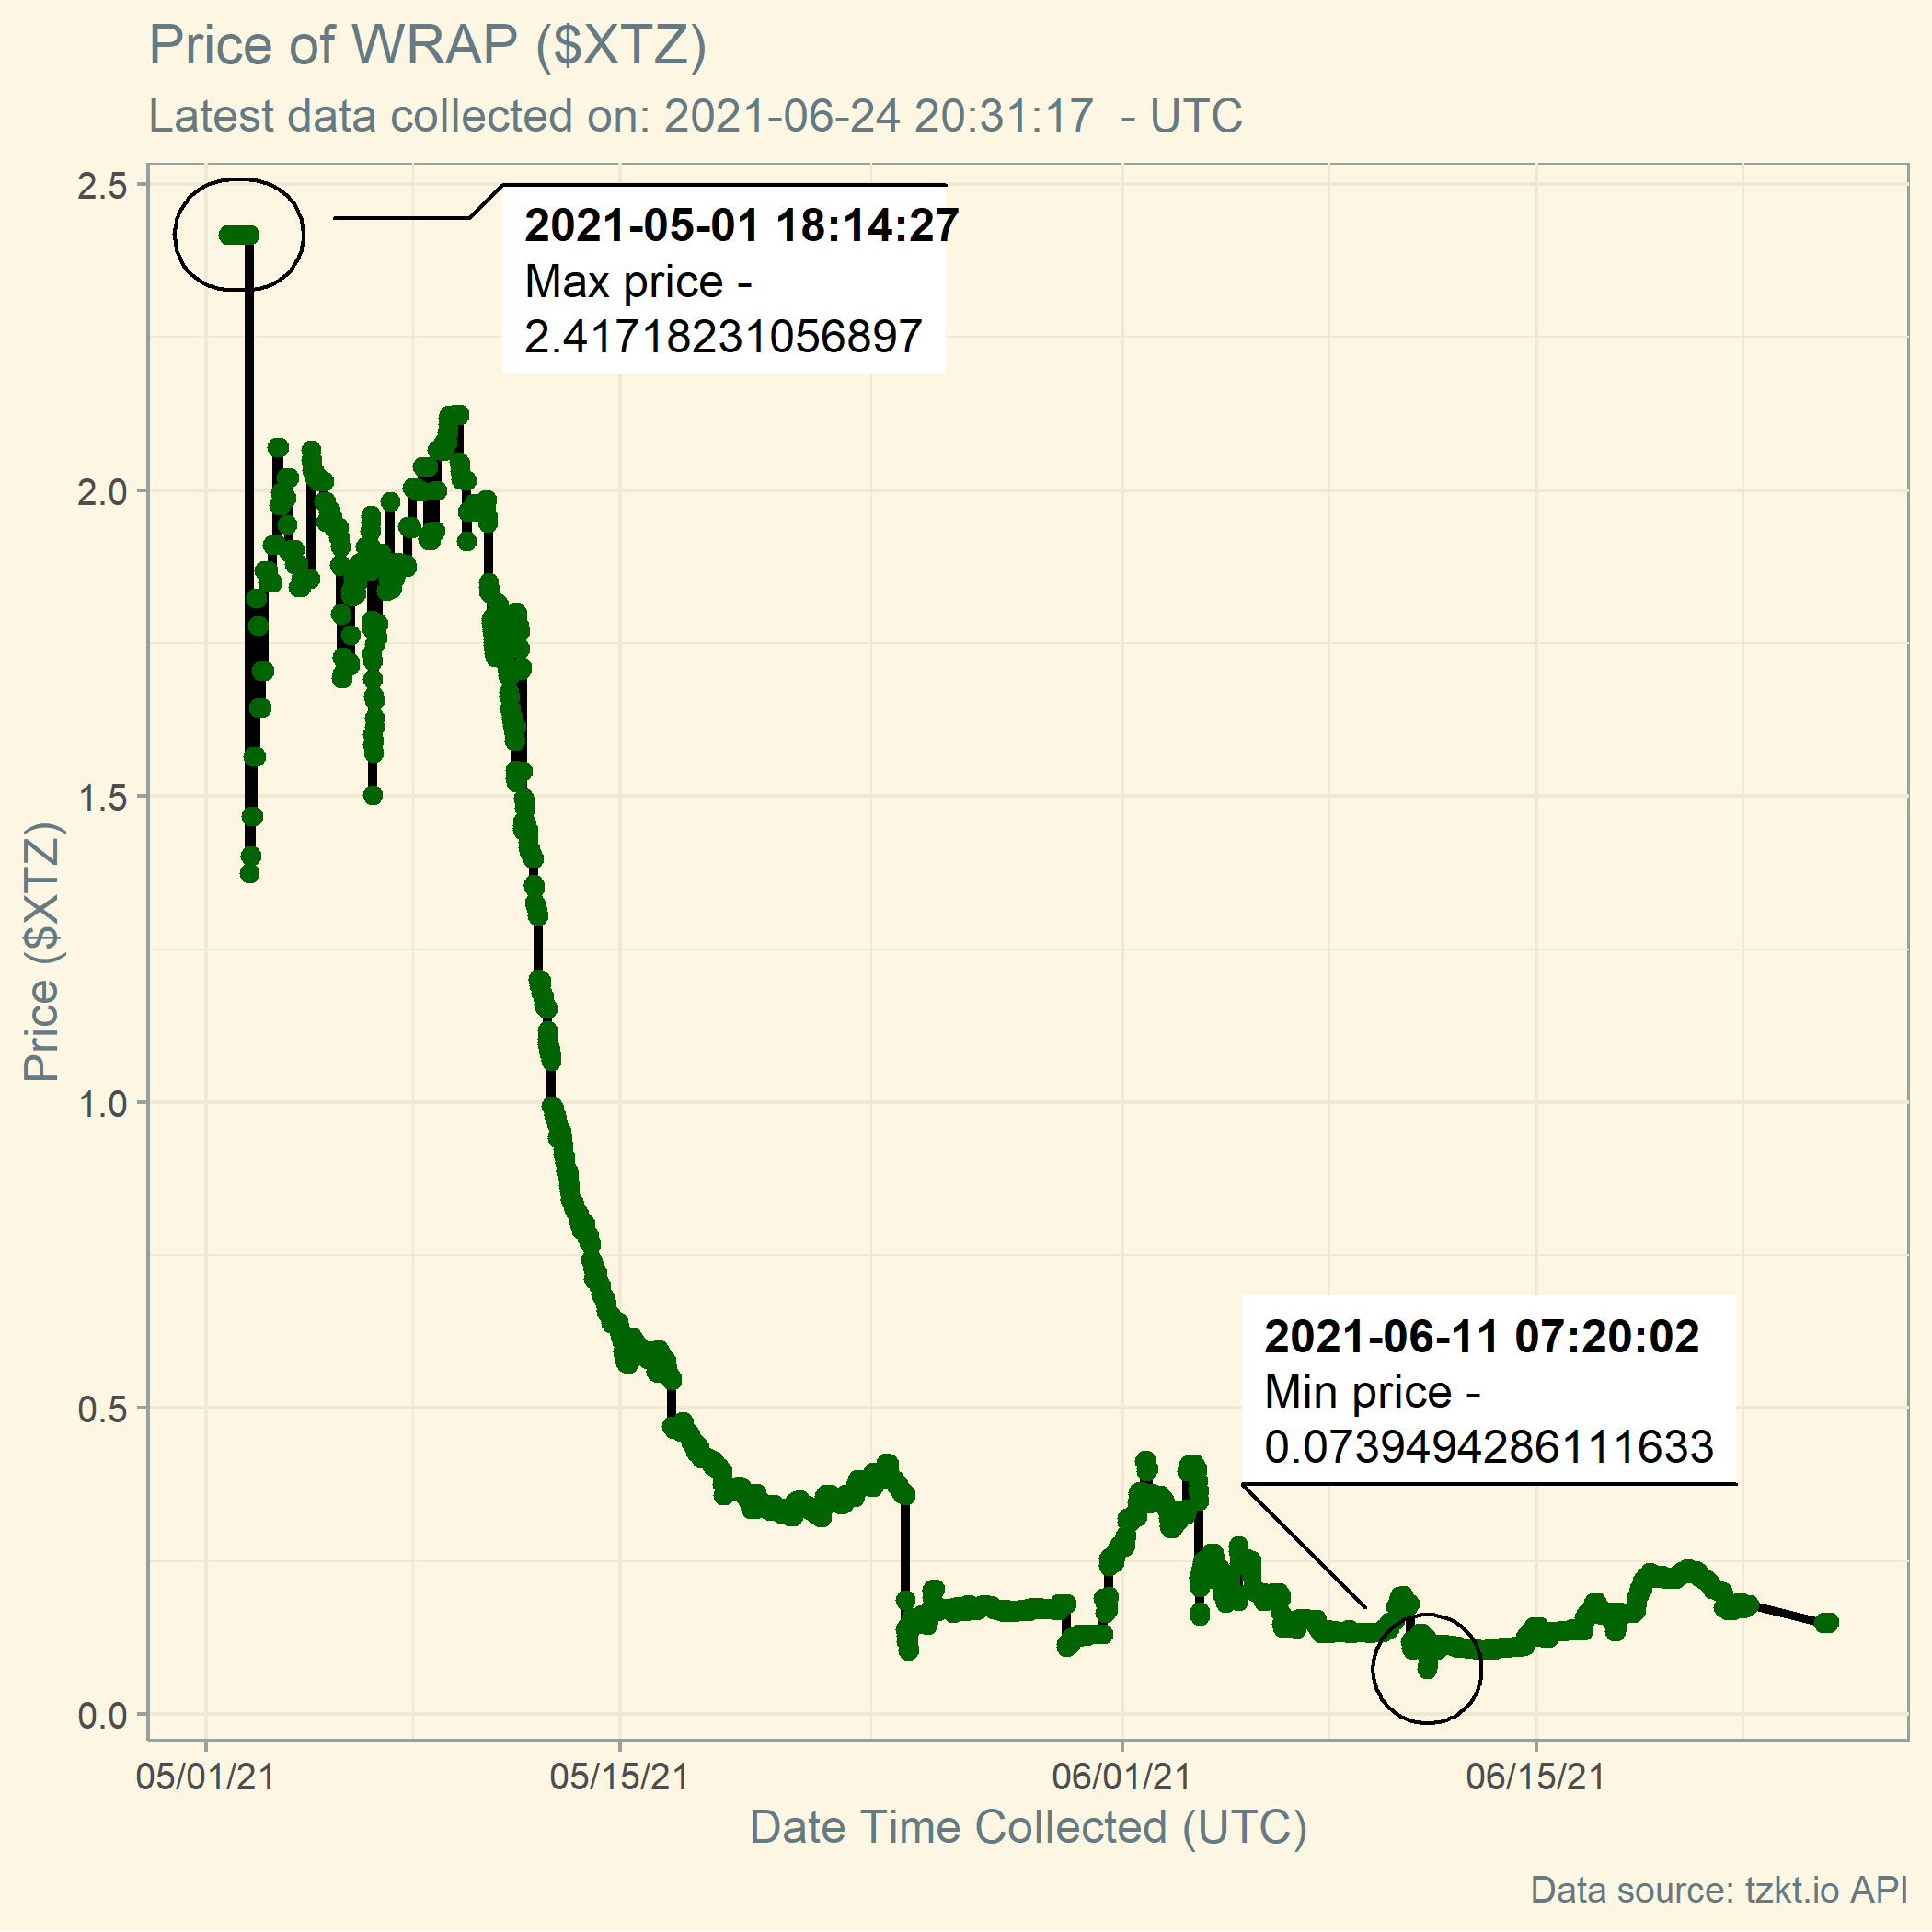 Price of WRAP ($XTZ)
Latest data collected on: 2021-06-24 20:31:17  - UTC
2.5
2.0
1.5
1.0
0.5
0.0
Price ($XTZ)
2021-05-01 18:14:27
Max price -
2.41718231056897
2021-06-11 07:20:02
Min price -
0.0739494286111633
05/01/21
05/15/21
06/01/21
06/15/21
Date Time Collected (UTC)
Data source: tzkt.io API